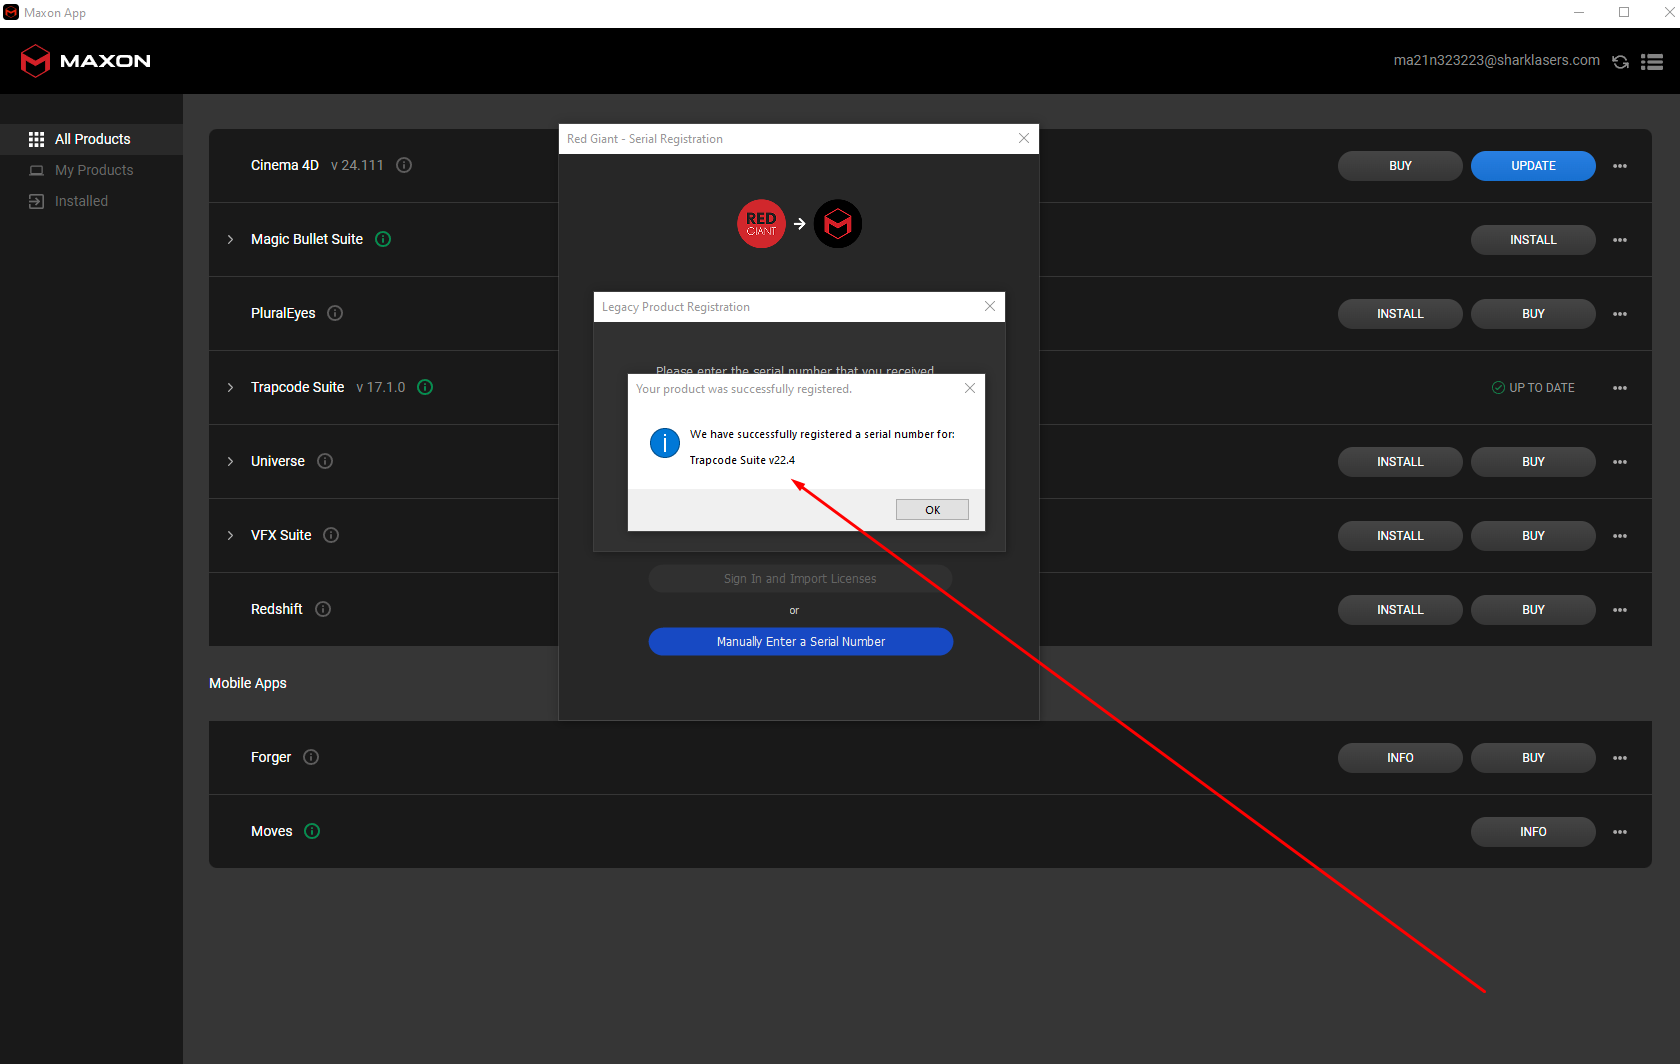 Maxon App
MAXON
ma21n323223@sharklasers.com
All Products
My Products
Installed
Cinema 4D v 24.111
BUY
UPDATE
Magic Bullet Suite
INSTALL
PluralEyes
INSTALL
BUY
Trapcode Suite v 17.1.0
UP TO DATE
Universe
INSTALL
BUY
VFX Suite
INSTALL
BUY
Redshift
INSTALL
BUY
Mobile Apps
Forger
INFO
BUY
Moves
INFO
Red Giant - Serial Registration
RED
GIANT
Legacy Product Registration
Please enter the serial number that you received
Your product was successfully registered.
We have successfully registered a serial number for:
Trapcode Suite v22.4
OK
Sign In and Import Licenses
or
Manually Enter a Serial Number